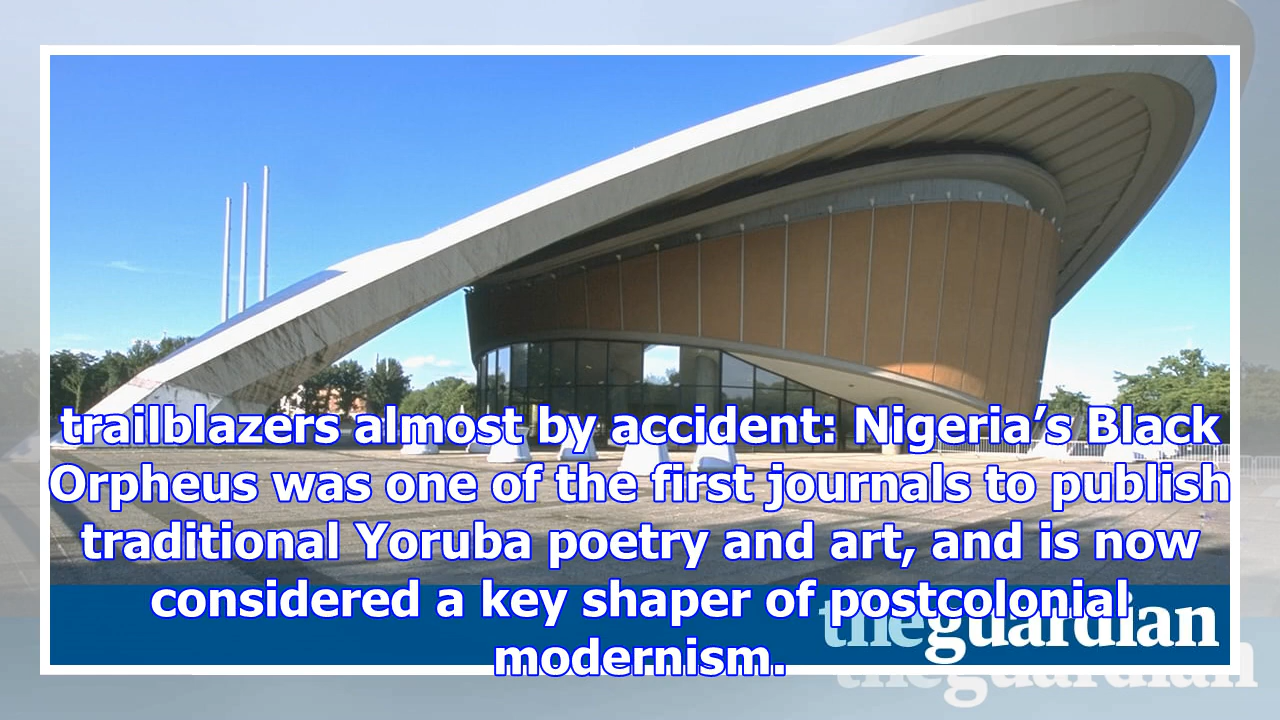 trailblazers almost by accident: Nigeria’s Black
Orpheus was one of the first journals to publish
traditional Yoruba poetry and art, and is now
considered a key shaper of postcolonial
modernism.
theguardian
theguardian